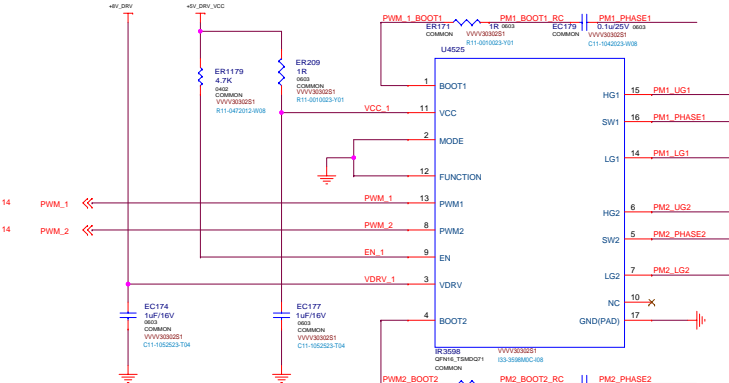 +8V_DRV
+5V_DRV_VCC
PWM_1_BOOT1
ER171
COMMON
1R 0603
VVVV30302S1
R11-0010023-Y01
PM1_BOOT1_RC
EC179
COMMON
PM1_PHASE1
0.1u/25V 0603
VVVV30302S1
C11-1042023-W08
U4525
ER1179
4.7K
0402
COMMON
VVVV30302S1
R11-0472012-W08
ER209
1R
0603
COMMON
VVVV30302S1
R11-0010023-Y01
VCC_1
1 BOOT1
11 VCC
2 MODE
12 FUNCTION
13 PWM1
8 PWM2
9 EN
3 VDRV
4 BOOT2
HG1 15 PM1_UG1
SW1 16 PM1_PHASE1
LG1 14 PM1_LG1
HG2 6 PM2_UG2
SW2 5 PM2_PHASE2
LG2 7 PM2_LG2
NC 10
GND(PAD) 17
14 PWM_1
14 PWM_2
PWM_1
PWM_2
EN_1
VDRV_1
EC174
1uF/16V
0603
COMMON
VVVV30302S1
C11-1052523-T04
EC177
1uF/16V
0603
COMMON
VVVV30302S1
C11-1052523-T04
IR3598
QFN16_TSMDG71
COMMON
VVVV30302S1
I33-3598M0C-I08
PWM2_BOOT2
PM2_BOOT2_RC
PM2_PHASE2